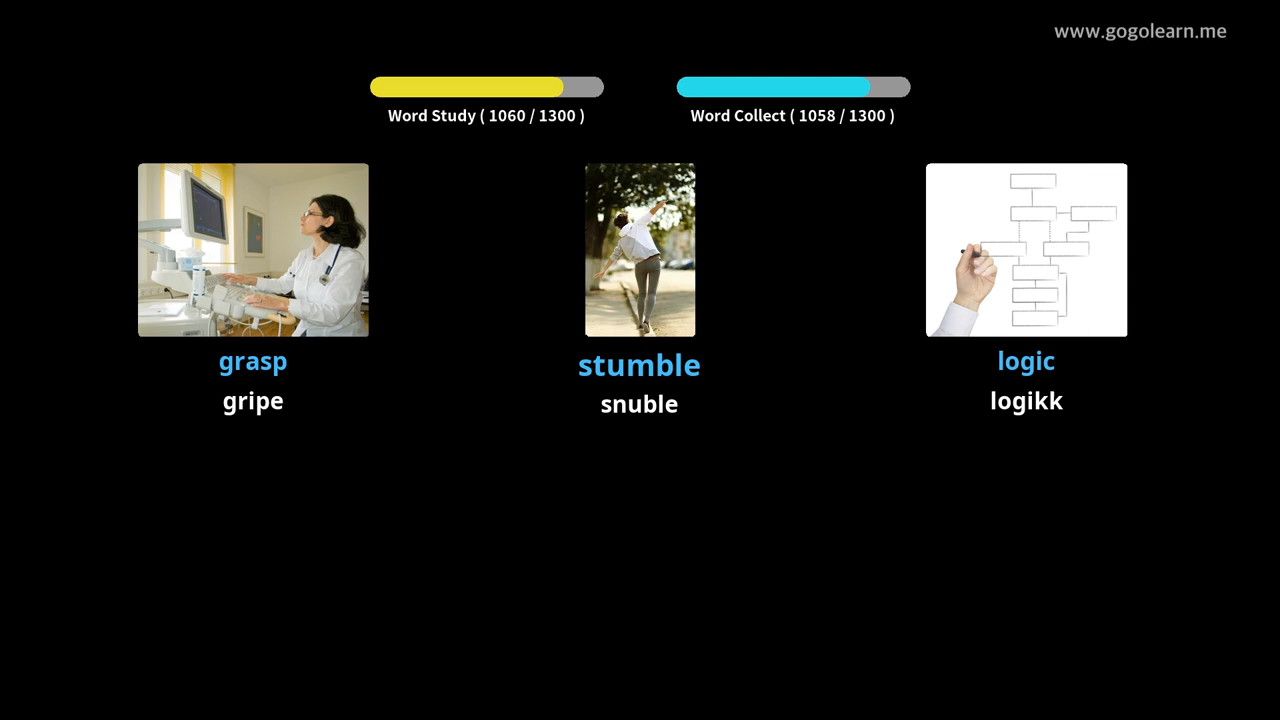 www.gogolearn.me
Word Study ( 1060 / 1300 )
Word Collect ( 1058 / 1300 )
grasp
gripe
stumble
snuble
logic
logikk